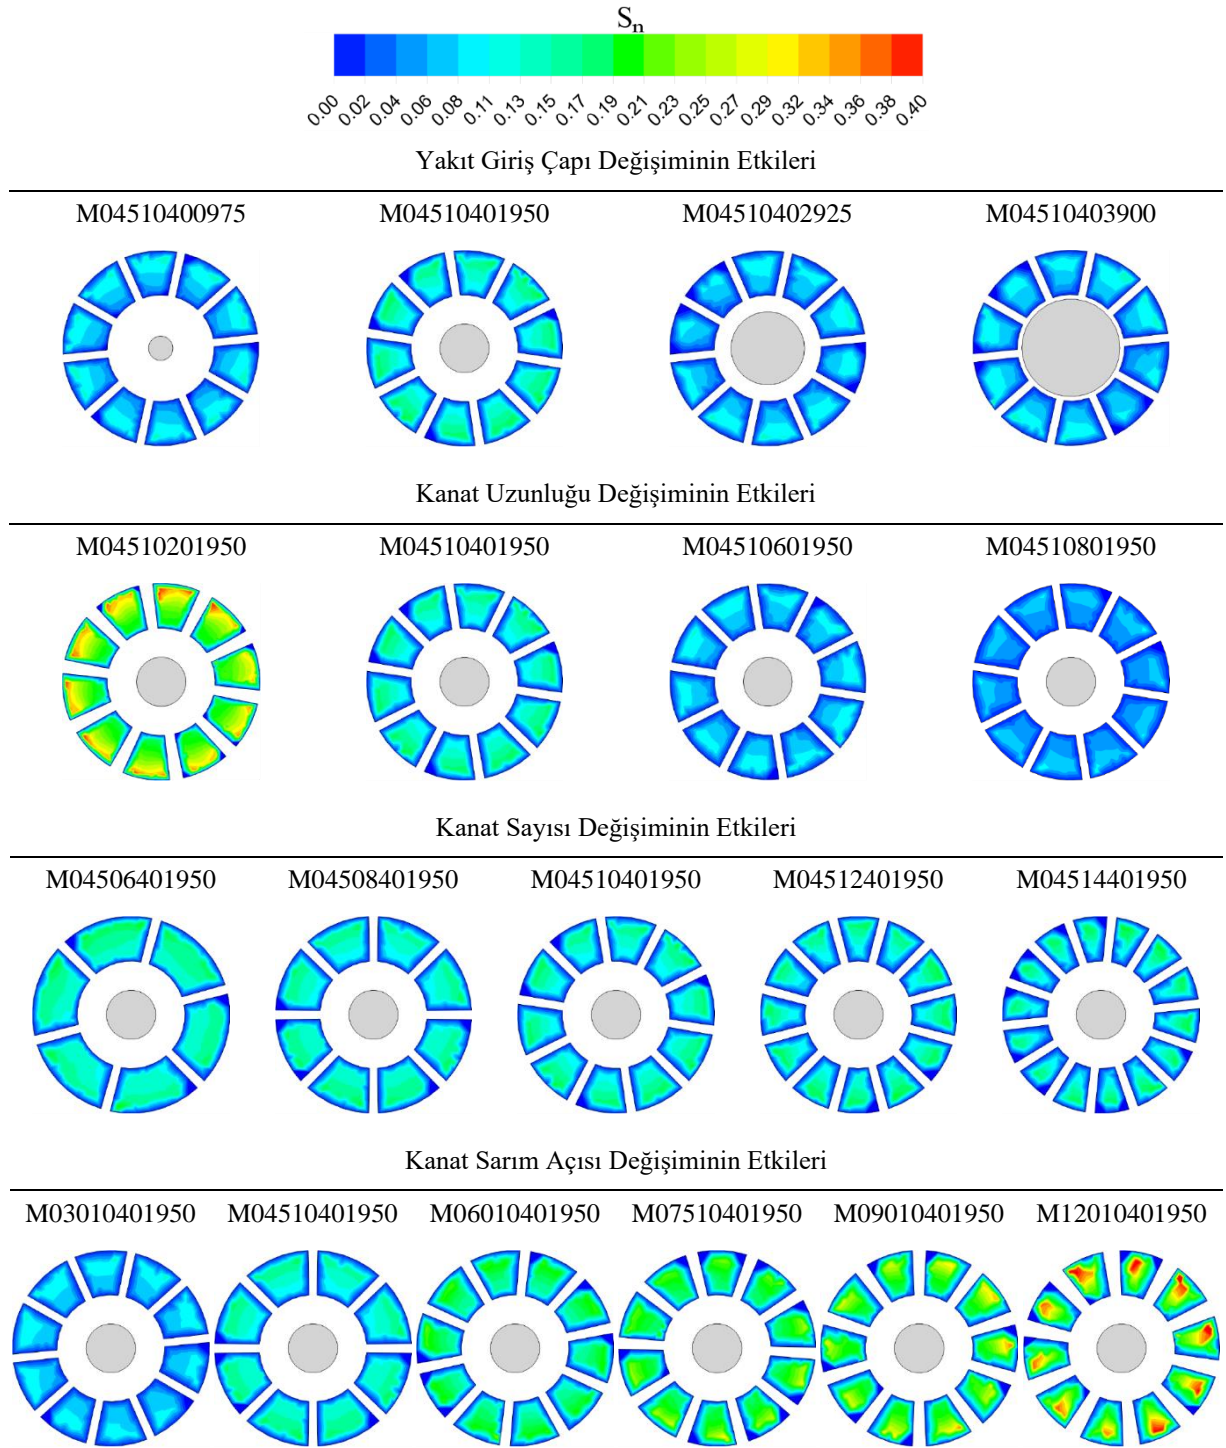 Sn
0.00 0.02 0.04 0.06 0.08 0.11 0.13 0.15 0.17 0.19 0.21 0.23 0.25 0.27 0.29 0.32 0.34 0.36 0.38 0.40
Yakıt Giriş Çapı Değişiminin Etkileri
M04510400975 M04510401950 M04510402925 M04510403900
Kanat Uzunluğu Değişiminin Etkileri
M04510201950 M04510401950 M04510601950 M04510801950
Kanat Sayısı Değişiminin Etkileri
M04506401950 M04508401950 M04510401950 M04512401950 M04514401950
Kanat Sarım Açısı Değişiminin Etkileri
M03010401950 M04510401950 M06010401950 M07510401950 M09010401950 M12010401950